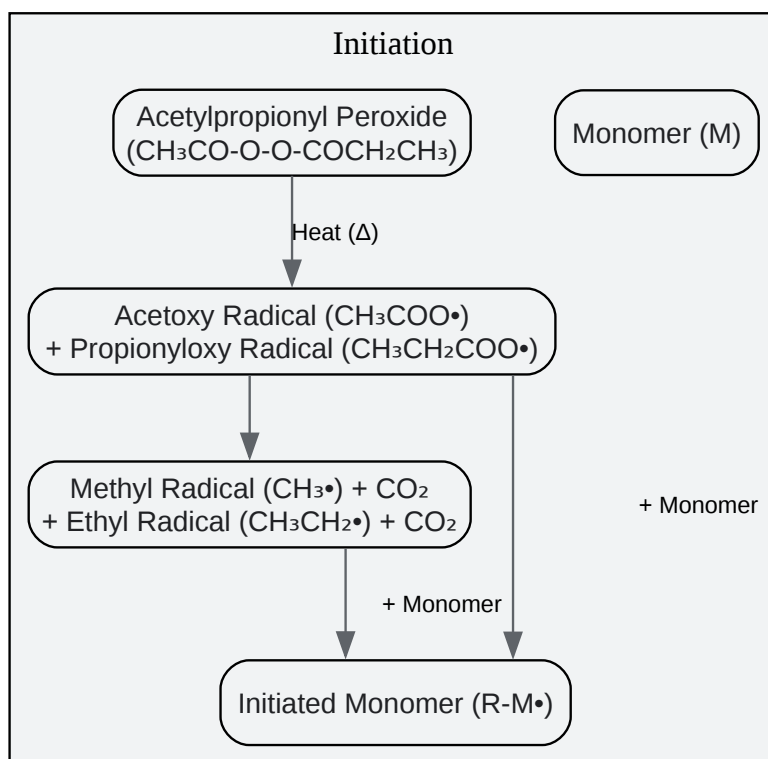 Initiation
Acetylpropionyl Peroxide
(CH₃CO-O-O-COCH₂CH₃)
Monomer (M)
Heat (Δ)
Acetoxy Radical (CH₃COO•)
+ Propionyloxy Radical (CH₃CH₂COO•)
Methyl Radical (CH₃•) + CO₂
+ Ethyl Radical (CH₃CH₂•) + CO₂
+ Monomer
+ Monomer
Initiated Monomer (R-M•)